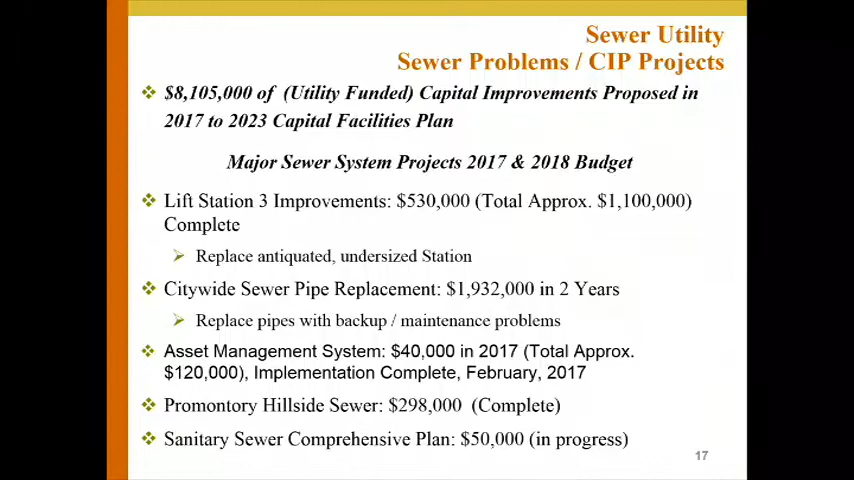 Sewer Utility
Sewer Problems / CIP Projects
$8,105,000 of (Utility Funded) Capital Improvements Proposed in
2017 to 2023 Capital Facilities Plan
Major Sewer System Projects 2017 & 2018 Budget
Lift Station 3 Improvements: $530,000 (Total Approx. $1,100,000)
Complete
Replace antiquated, undersized Station
Citywide Sewer Pipe Replacement: $1,932,000 in 2 Years
Replace pipes with backup / maintenance problems
Asset Management System: $40,000 in 2017 (Total Approx.
$120,000), Implementation Complete, February, 2017
Promontory Hillside Sewer: $298,000 (Complete)
Sanitary Sewer Comprehensive Plan: $50,000 (in progress)
17